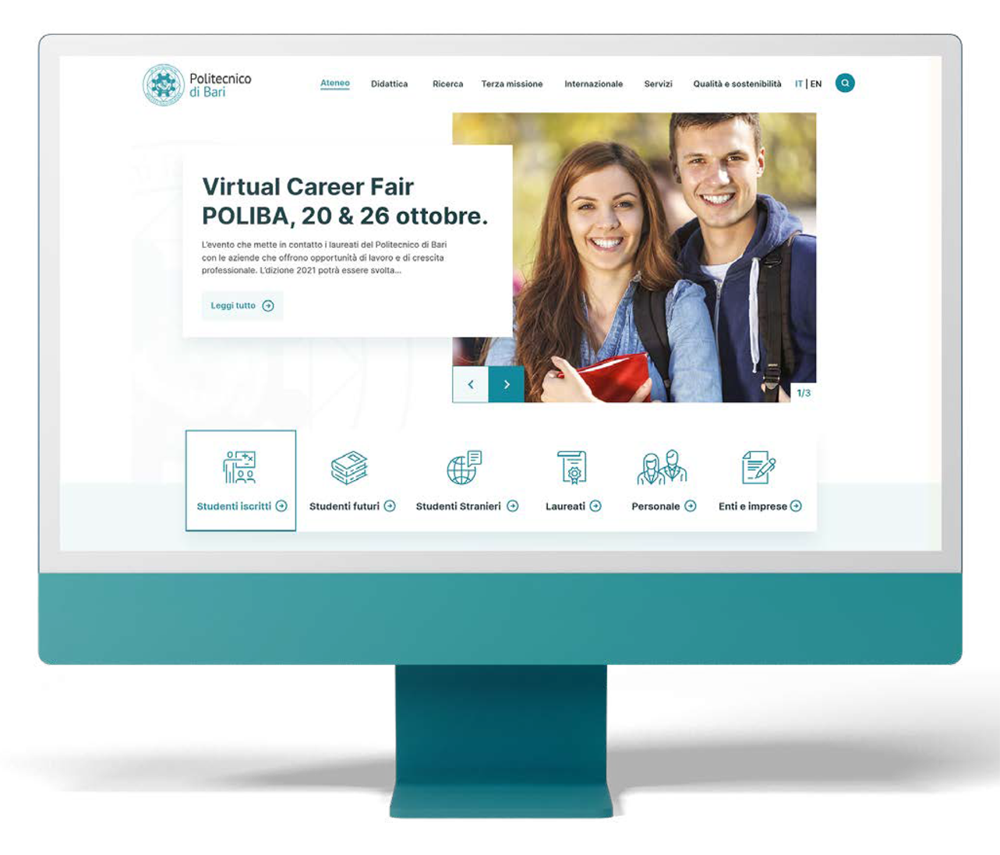 Politecnico
di Bari
Ateneo Didattica Ricerca Terza missione Internazionale Servizi Qualità e sostenibilità IT | EN
Virtual Career Fair
POLIBA, 20 & 26 ottobre.
L'evento che mette in contatto i laureati del Politecnico di Bari
con le aziende che offrono opportunità di lavoro e di crescita
professionale. L'dizione 2021 potrà essere svolta...
Leggi tutto
1/3
Studenti iscritti Studenti futuri Studenti Stranieri Laureati Personale Enti e imprese